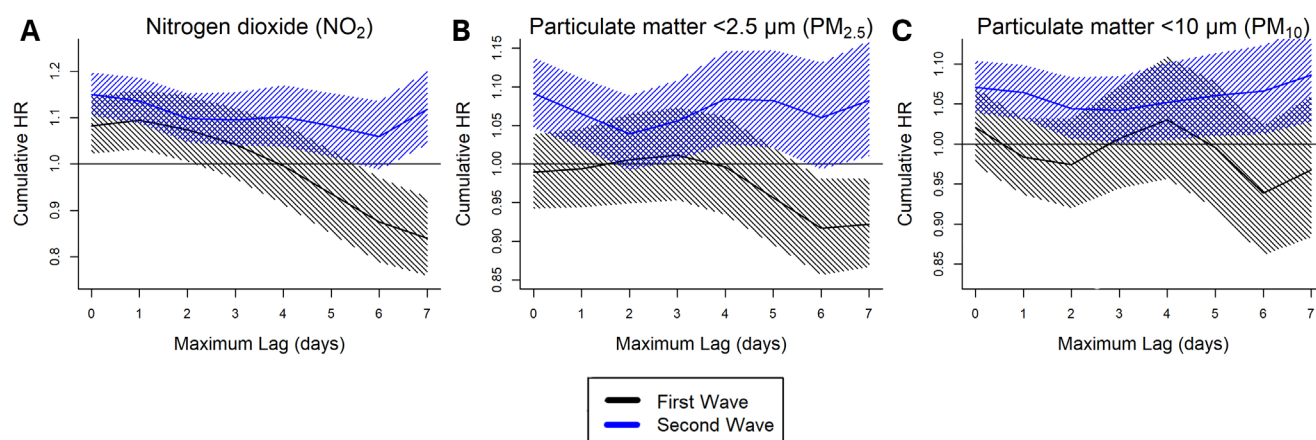 A Nitrogen dioxide (NO₂)
Cumulative HR
1.2
1.1
1.0
0.9
0.8
0 1 2 3 4 5 6 7
Maximum Lag (days)
B Particulate matter <2.5 µm (PM₂.₅)
Cumulative HR
1.15
1.10
1.05
1.00
0.95
0.90
0.85
0 1 2 3 4 5 6 7
Maximum Lag (days)
C Particulate matter <10 µm (PM₁₀)
Cumulative HR
1.10
1.05
1.00
0.95
0.90
0.85
0 1 2 3 4 5 6 7
Maximum Lag (days)
First Wave
Second Wave